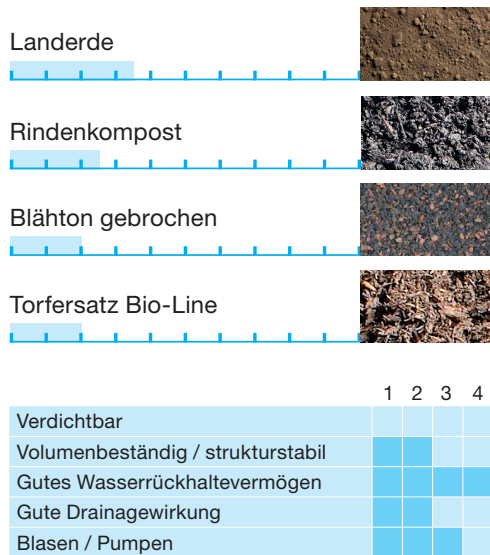 Landerde
Rindenkompost
Blähton gebrochen
Torfersatz Bio-Line
1 2 3 4
Verdichtbar
Volumenbeständig / strukturstabil
Gutes Wasserrückhaltevermögen
Gute Drainagewirkung
Blasen / Pumpen